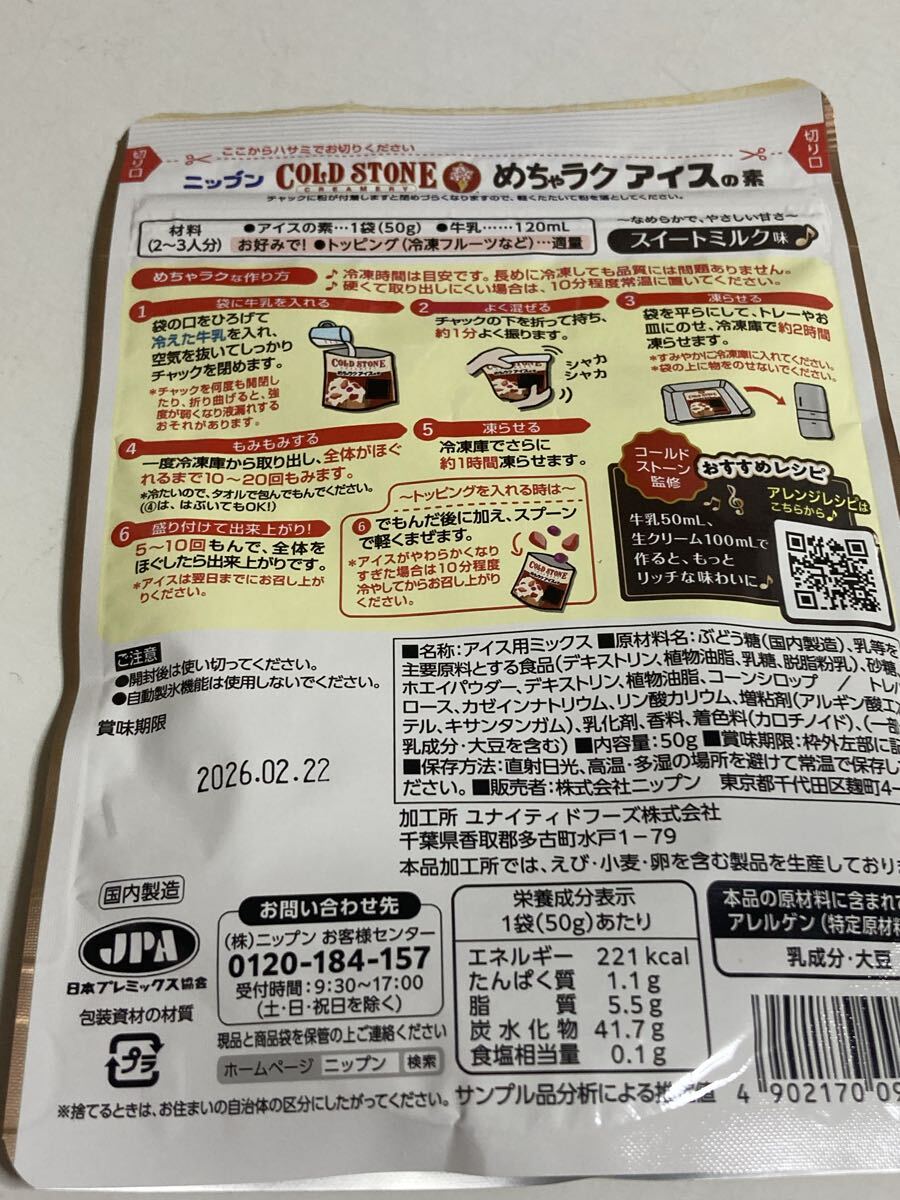 切り口
ここからハサミでお切りください
切り口
ニップン COLD STONE CREAMERY めちゃラク アイスの素
チャックに粉が付着しますと閉めづらくなりますので、軽くたたいて粉を落としてください。
材料(2〜3人分)
●アイスの素…1袋(50g) ●牛乳……120mL
お好みで! ●トッピング(冷凍フルーツなど)…適量
〜なめらかで、やさしい甘さ〜
スイートミルク味
めちゃラクな作り方
♪冷凍時間は目安です。長めに冷凍しても品質には問題ありません。
♪硬くて取り出しにくい場合は、10分程度常温に置いてください。
1 袋に牛乳を入れる
袋の口をひろげて
冷えた牛乳を入れ、
空気を抜いてしっかり
チャックを閉めます。
*チャックを何度も開閉し
たり、折り曲げると、強
度が弱くなり液漏れする
おそれがあります。
COLD STONE
めちゃラク アイスの素
2 よく混ぜる
チャックの下を折って持ち、
約1分よく振ります。
シャカ
シャカ
3 凍らせる
袋を平らにして、トレーやお
皿にのせ、冷凍庫で約2時間
凍らせます。
*すみやかに冷凍庫に入れてください。
*袋の上に物をのせないでください。
4 もみもみする
一度冷凍庫から取り出し、全体がほぐ
れるまで10〜20回もみます。
*冷たいので、タオルで包んでもんでください。
(④は、はぶいてもOK!)
5 凍らせる
冷凍庫でさらに
約1時間凍らせます。
6 盛り付けて出来上がり!
5〜10回もんで、全体を
ほぐしたら出来上がりです。
*アイスは翌日までにお召し上が
りください。
〜トッピングを入れる時は〜
⑥でもんだ後に加え、スプーン
で軽くまぜます。
*アイスがやわらかくなり
すぎた場合は10分程度
冷やしてからお召し上が
りください。
COLD STONE
めちゃラク アイスの素
コールド
ストーン
監修
おすすめレシピ
牛乳50mL、
生クリーム100mLで
作ると、もっと
リッチな味わいに♪
アレンジレシピは
こちらから♪
ご注意
●開封後は使い切ってください。
●自動製氷機能は使用しないでください。
賞味期限
2026.02.22
■名称:アイス用ミックス ■原材料名:ぶどう糖(国内製造)、乳等を
主要原料とする食品(デキストリン、植物油脂、乳糖、脱脂粉乳)、砂糖、
ホエイパウダー、デキストリン、植物油脂、コーンシロップ / トレハ
ロース、カゼインナトリウム、リン酸カリウム、増粘剤(アルギン酸エス
テル、キサンタンガム)、乳化剤、香料、着色料(カロチノイド)、(一部
乳成分・大豆を含む) ■内容量:50g ■賞味期限:枠外左部に記
■保存方法:直射日光、高温・多湿の場所を避けて常温で保存し
ださい。 ■販売者:株式会社ニップン 東京都千代田区麹町4-
加工所 ユナイティドフーズ株式会社
千葉県香取郡多古町水戸1-79
本品加工所では、えび・小麦・卵を含む製品を生産しており
国内製造
JPA
日本プレミックス協会
包装資材の材質
プラ
お問い合わせ先
(株)ニップン お客様センター
0120-184-157
受付時間:9:30〜17:00
(土・日・祝日を除く)
現品と商品袋を保管の上ご連絡ください
ホームページ ニップン 検索
※捨てるときは、お住まいの自治体の区分にしたがってください。
栄養成分表示
1袋(50g)あたり
エネルギー 221kcal
たんぱく質 1.1g
脂質 5.5g
炭水化物 41.7g
食塩相当量 0.1g
サンプル品分析による推定値
本品の原材料に含まれて
アレルゲン(特定原材料
乳成分・大豆
4 902170 09